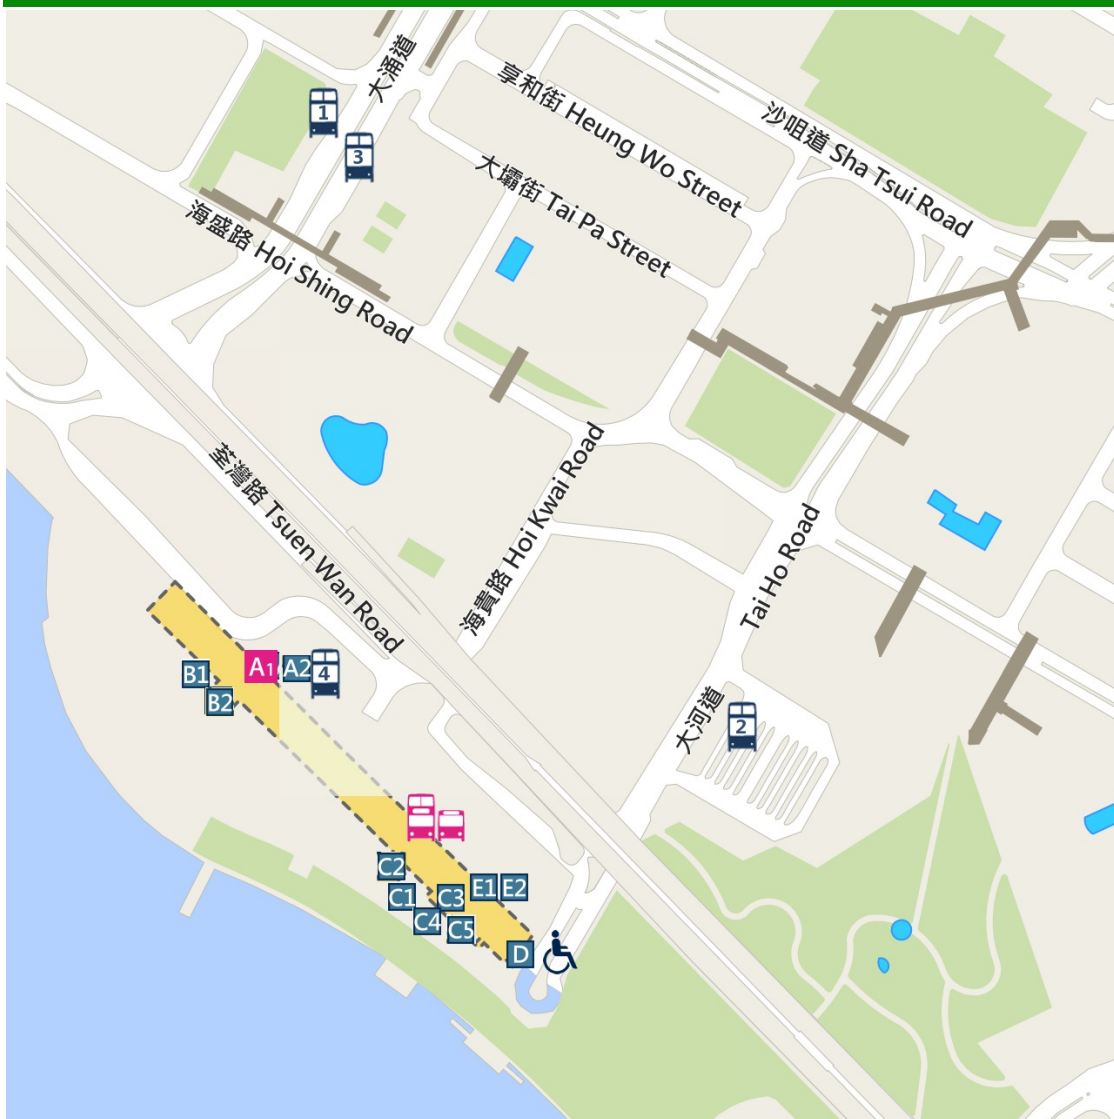 大涌道
享和街 Heung Wo Street
沙咀道 Sha Tsui Road
1
3
大壩街 Tai Pa Street
海盛路 Hoi Shing Road
荃灣路 Tsuen Wan Road
海貴路 Hoi Kwai Road
Tai Ho Road
大河道
B1
A1
A2
4
B2
2
C2
C1
C3
E1
E2
C4
C5
D